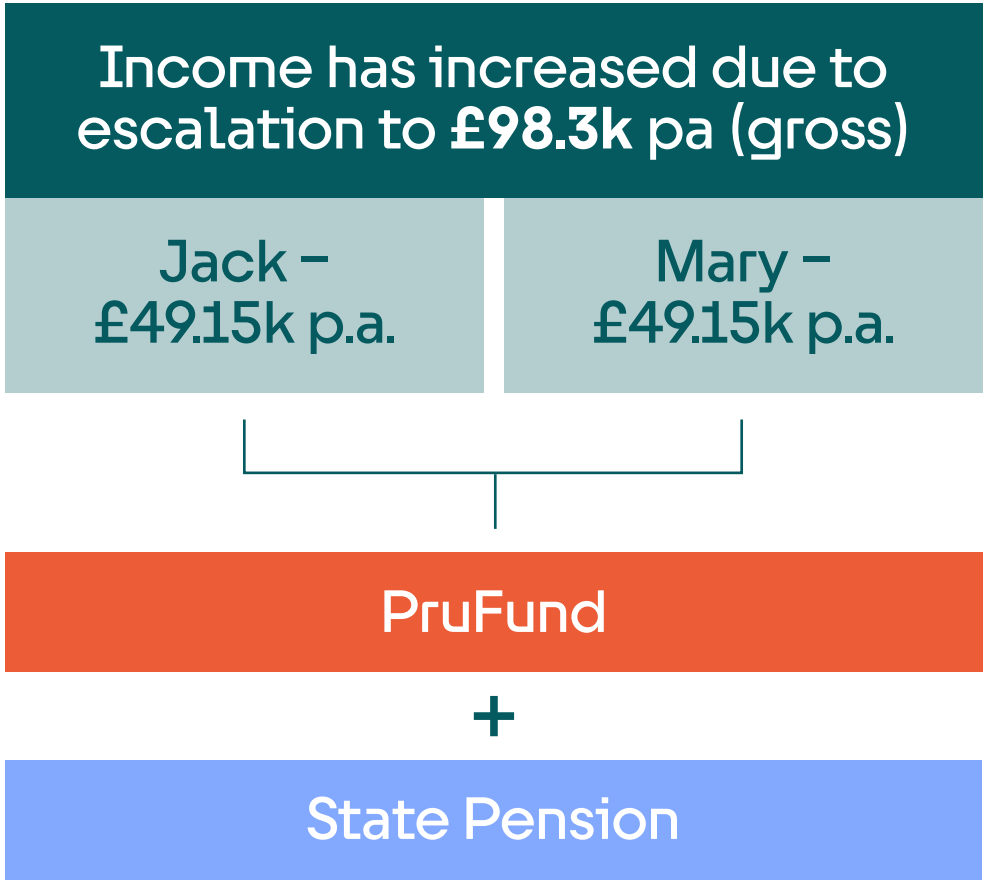 Income has increased due to
escalation to £98.3k pa (gross)
Jack –
£49.15k p.a.
Mary –
£49.15k p.a.
PruFund
+
State Pension